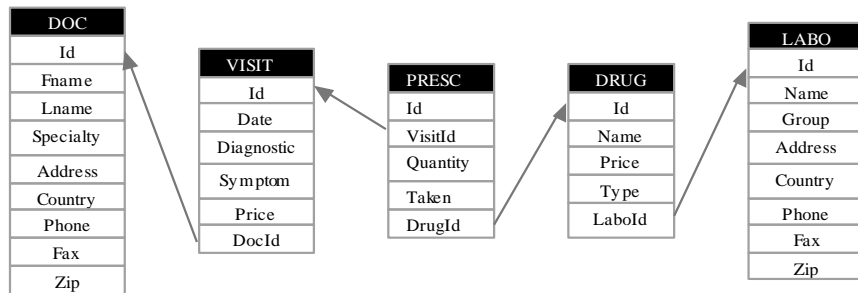 DOC
Id
Fname
Lname
Specialty
Address
Country
Phone
Fax
Zip
VISIT
Id
Date
Diagnostic
Symptom
Price
DocId
PRESC
Id
VisitId
Quantity
Taken
DrugId
DRUG
Id
Name
Price
Type
LaboId
LABO
Id
Name
Group
Address
Country
Phone
Fax
Zip